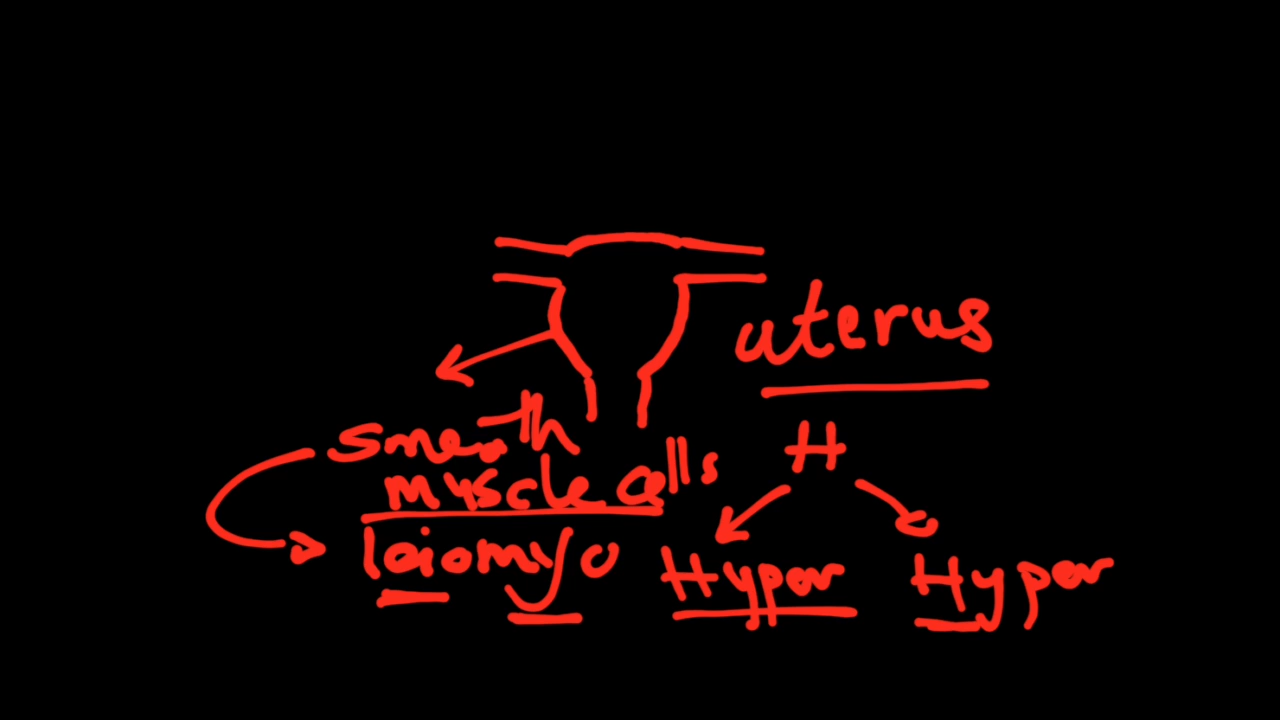 uterus
H
smooth
muscle cells
leiomyo
Hyper
Hyper